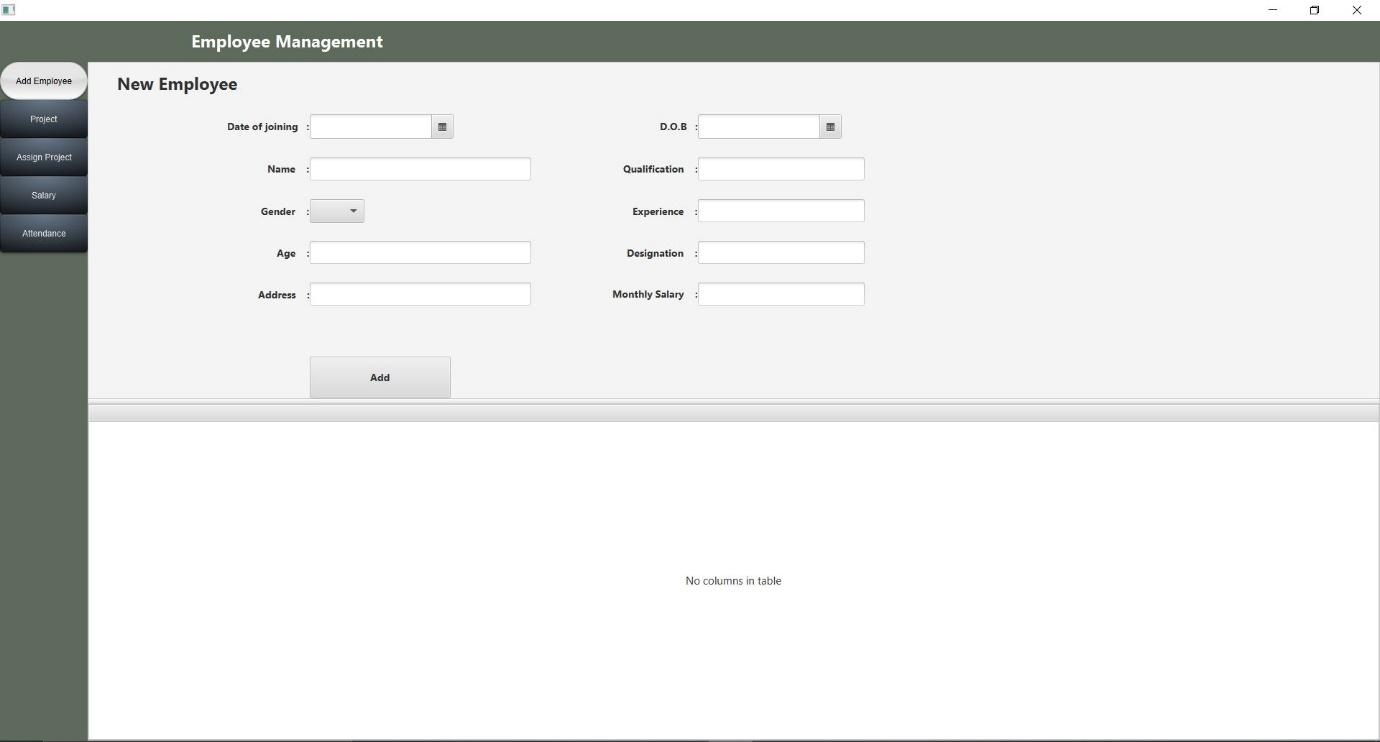 Employee Management
Add Employee
Project
Assign Project
Salary
Attendance
New Employee
Date of joining :
D.O.B :
Name :
Qualification :
Gender :
Experience :
Age :
Designation :
Address :
Monthly Salary :
Add
No columns in table